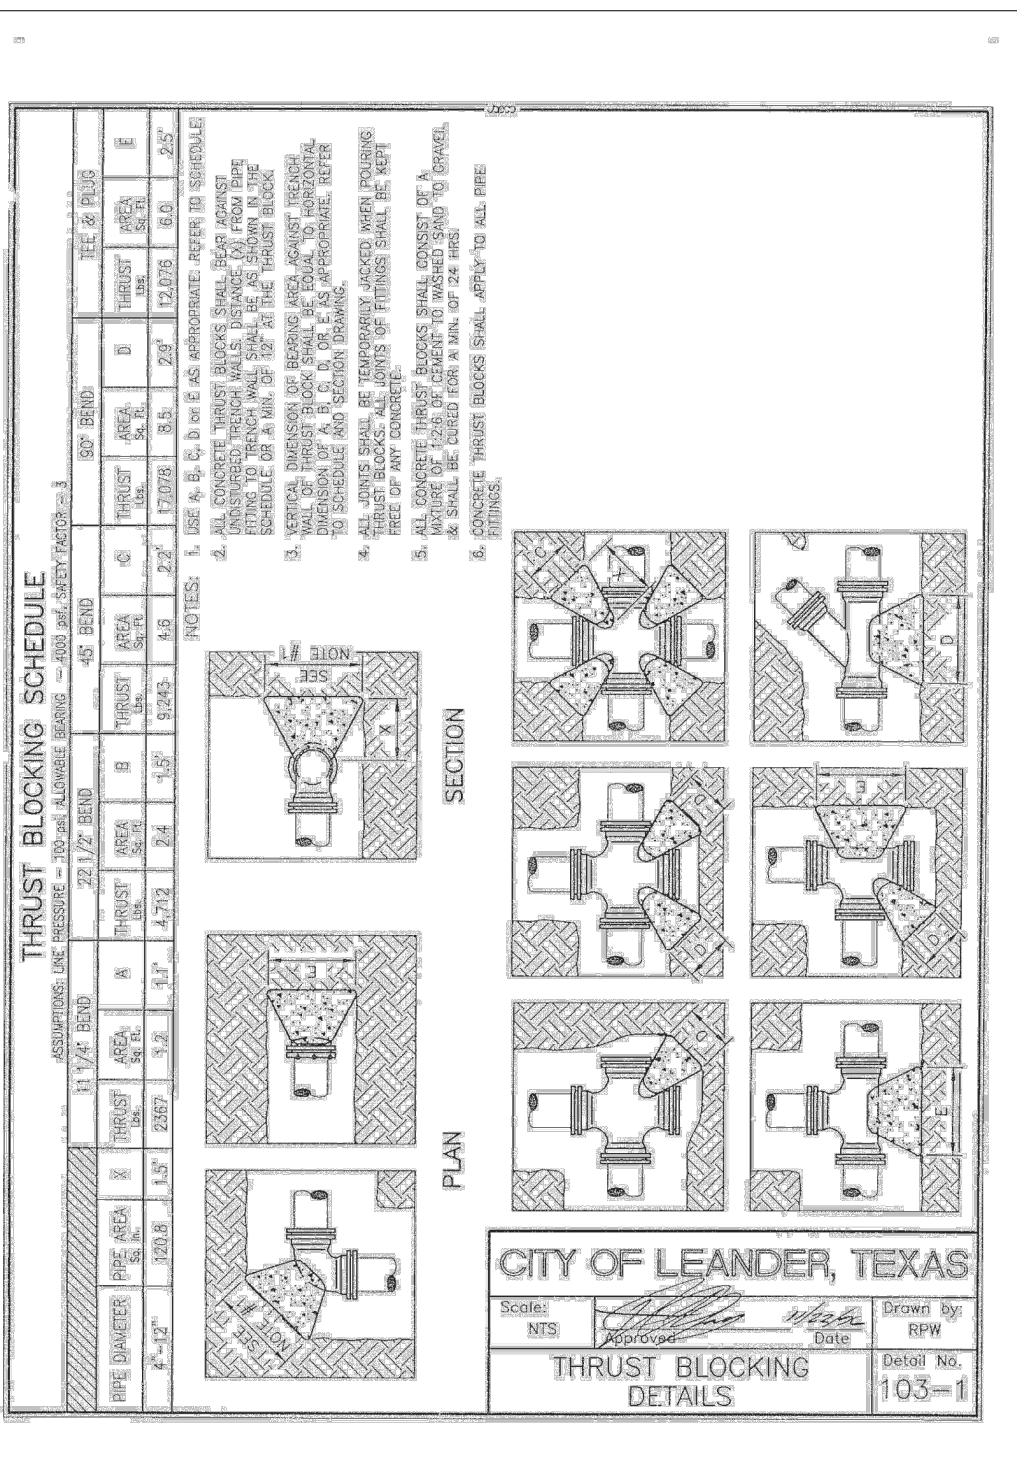 THRUST BLOCKING SCHEDULE
ASSUMPTIONS: LINE PRESSURE – 100 psi, ALLOWABLE BEARING – 4000 psf, SAFETY FACTOR – 3
11 1/4° BEND 22 1/2° BEND 45° BEND 90° BEND TEE, & PLUG
PIPE DIAMETER PIPE AREA Sq. In. X THRUST Lbs. AREA Sq. Ft. A THRUST Lbs. AREA Sq. Ft. B THRUST Lbs. AREA Sq. Ft. C THRUST Lbs. AREA Sq. Ft. D THRUST Lbs. AREA Sq. Ft. E
4"-12" 120.8 1.5' 2367 1.2 1.1' 4,712 2.4 1.5' 9,243 4.6 2.2' 17,078 8.5 2.9' 12,076 6.0 2.5'
NOTES:
1. USE A, B, C, D or E AS APPROPRIATE. REFER TO SCHEDULE.
2. ALL CONCRETE THRUST BLOCKS SHALL BEAR AGAINST
UNDISTURBED TRENCH WALLS. DISTANCE (X) FROM PIPE
FITTING TO TRENCH WALL SHALL BE AS SHOWN IN THE
SCHEDULE OR A MIN. OF 12" AT THE THRUST BLOCK.
3. VERTICAL DIMENSION OF BEARING AREA AGAINST TRENCH
WALL OF THRUST BLOCK SHALL BE EQUAL TO HORIZONTAL
DIMENSION OF A, B, C, D, OR E AS APPROPRIATE. REFER
TO SCHEDULE AND SECTION DRAWING.
4. ALL JOINTS SHALL BE TEMPORARILY JACKED WHEN POURING
THRUST BLOCKS. ALL JOINTS OF FITTINGS SHALL BE KEPT
FREE OF ANY CONCRETE.
5. ALL CONCRETE THRUST BLOCKS SHALL CONSIST OF A
MIXTURE OF 1:2:6 OF CEMENT TO WASHED SAND TO GRAVEL
& SHALL BE CURED FOR A MIN. OF 24 HRS.
6. CONCRETE THRUST BLOCKS SHALL APPLY TO ALL PIPE
FITTINGS.
SEE
NOTE #1
E
X
SEE
NOTE #1
PLAN
SECTION
D
D
D
C
X
E
D
E
D
CITY OF LEANDER, TEXAS
Scale:
NTS
Approved
Date
Drawn by:
RPW
THRUST BLOCKING
DETAILS
Detail No.
103-1